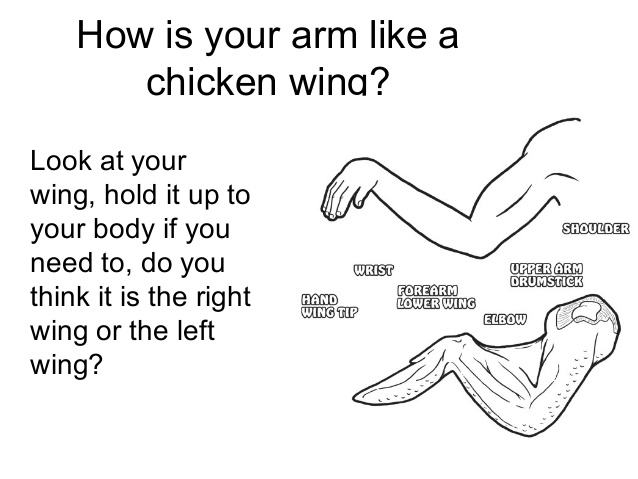 How is your arm like a
chicken wing?
Look at your
wing, hold it up to
your body if you
need to, do you
think it is the right
wing or the left
wing?
SHOULDER
WRIST
UPPER ARM
DRUMSTICK
HAND
WING TIP
FOREARM
LOWER WING
ELBOW